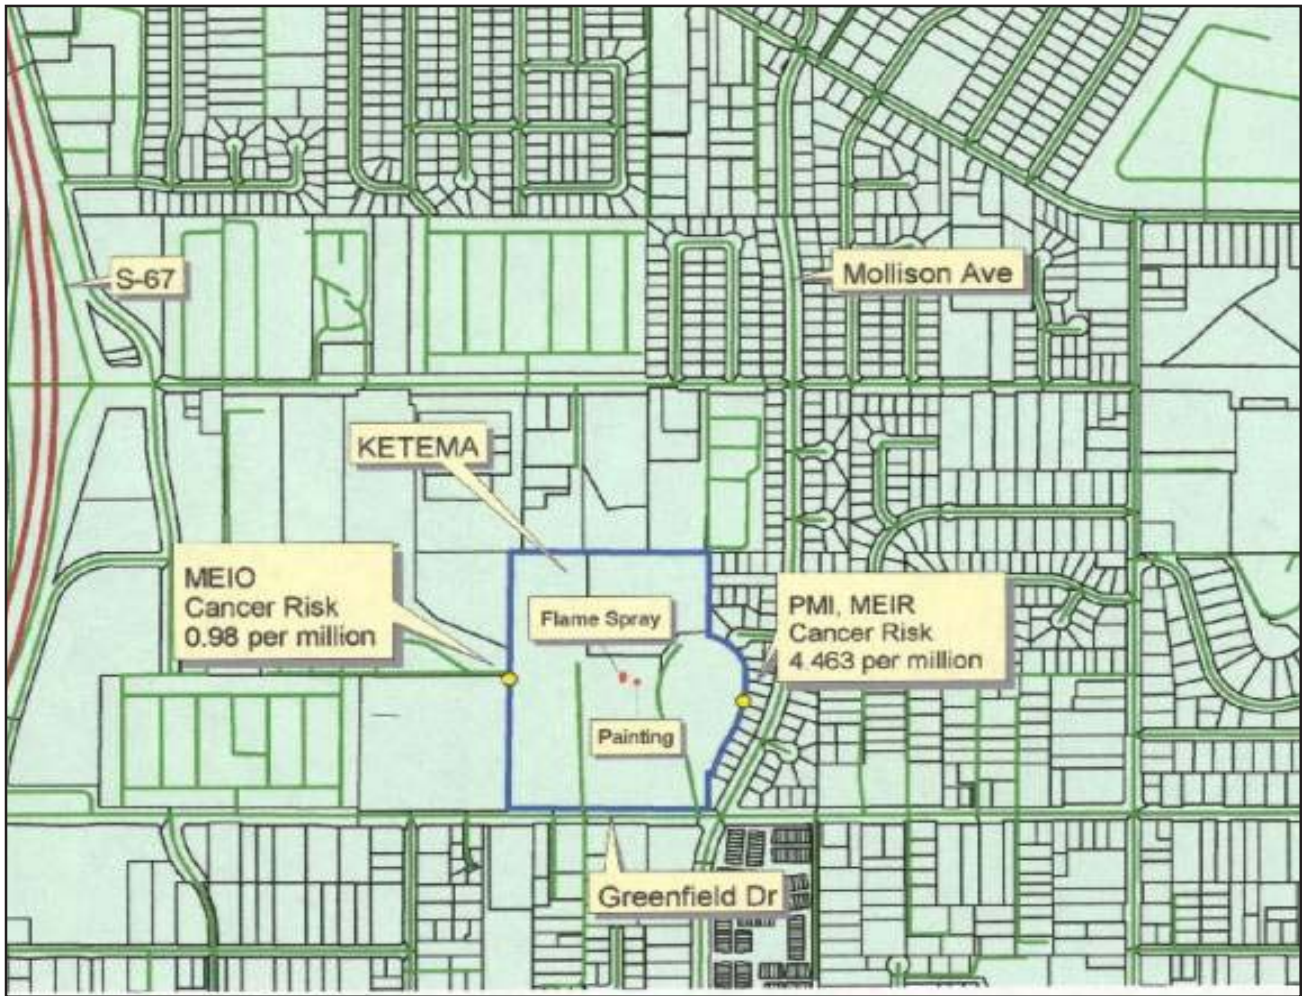 S-67
Mollison Ave
KETEMA
MEIO
Cancer Risk
0.98 per million
Flame Spray
PMI, MEIR
Cancer Risk
4.463 per million
Painting
Greenfield Dr